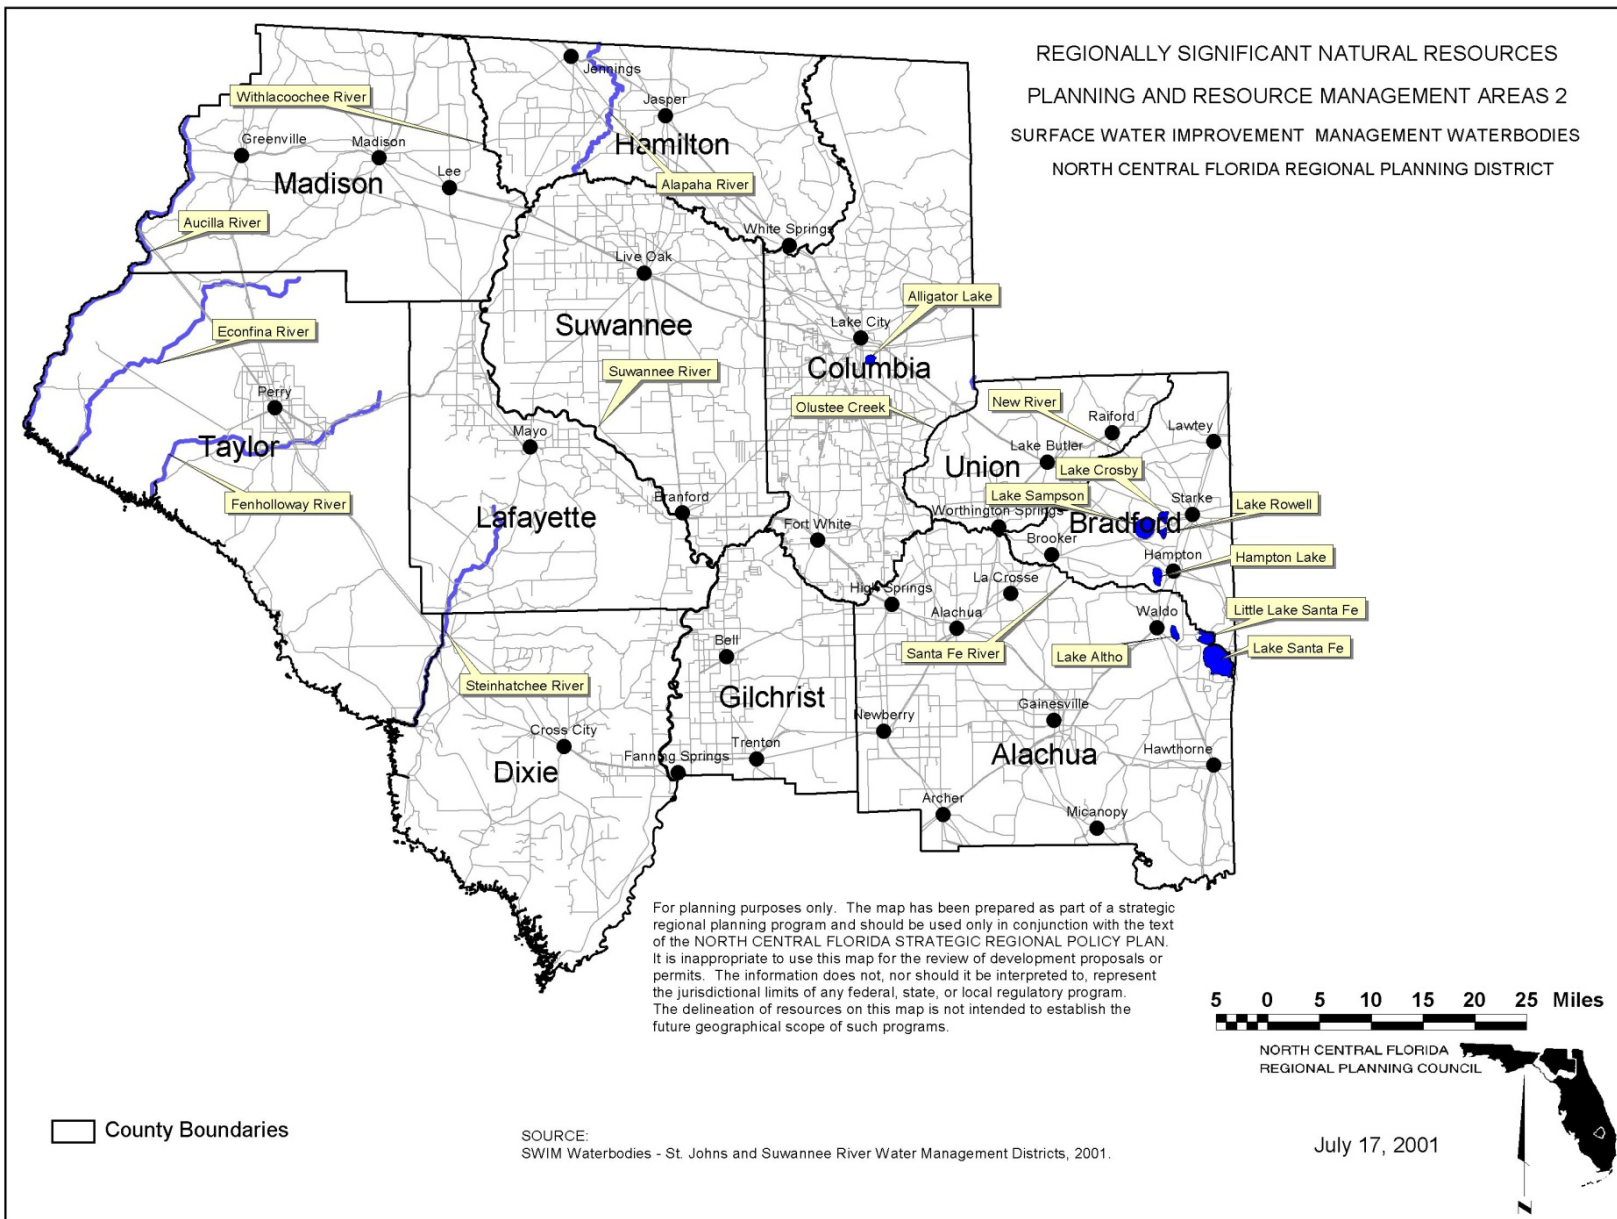 REGIONALLY SIGNIFICANT NATURAL RESOURCES
PLANNING AND RESOURCE MANAGEMENT AREAS 2
SURFACE WATER IMPROVEMENT MANAGEMENT WATERBODIES
NORTH CENTRAL FLORIDA REGIONAL PLANNING DISTRICT
Jennings
Withlacoochee River
Jasper
Greenville
Madison
Hamilton
Lee
Madison
Alapaha River
Aucilla River
White Springs
Live Oak
Alligator Lake
Econfina River
Suwannee
Lake City
Suwannee River
Columbia
Perry
Olustee Creek
New River
Raiford
Lawtey
Taylor
Mayo
Lake Butler
Union
Lake Crosby
Fenholloway River
Branford
Lake Sampson
Starke
Lake Rowell
Lafayette
Fort White
Worthington Springs
Bradford
Brooker
Hampton
Hampton Lake
La Crosse
High Springs
Alachua
Waldo
Little Lake Santa Fe
Bell
Santa Fe River
Lake Altho
Lake Santa Fe
Steinhatchee River
Gilchrist
Newberry
Gainesville
Cross City
Trenton
Fanning Springs
Alachua
Hawthorne
Dixie
Archer
Micanopy
For planning purposes only. The map has been prepared as part of a strategic
regional planning program and should be used only in conjunction with the text
of the NORTH CENTRAL FLORIDA STRATEGIC REGIONAL POLICY PLAN.
It is inappropriate to use this map for the review of development proposals or
permits. The information does not, nor should it be interpreted to, represent
the jurisdictional limits of any federal, state, or local regulatory program.
The delineation of resources on this map is not intended to establish the
future geographical scope of such programs.
5 0 5 10 15 20 25 Miles
NORTH CENTRAL FLORIDA
REGIONAL PLANNING COUNCIL
County Boundaries
SOURCE:
SWIM Waterbodies - St. Johns and Suwannee River Water Management Districts, 2001.
July 17, 2001
N